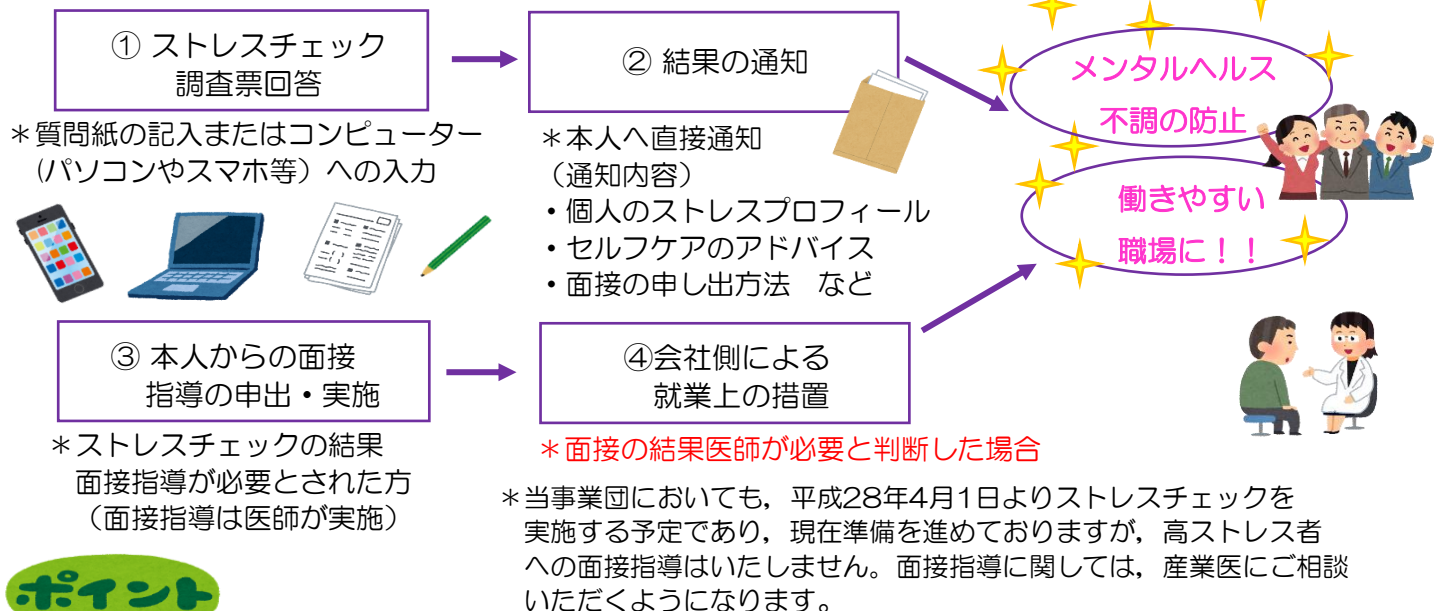 ① ストレスチェック
調査票回答
＊質問紙の記入またはコンピューター
(パソコンやスマホ等）への入力
② 結果の通知
＊本人へ直接通知
（通知内容）
・個人のストレスプロフィール
・セルフケアのアドバイス
・面接の申し出方法　など
メンタルヘルス
不調の防止
働きやすい
職場に！！
③ 本人からの面接
指導の申出・実施
＊ストレスチェックの結果
面接指導が必要とされた方
（面接指導は医師が実施）
④会社側による
就業上の措置
＊面接の結果医師が必要と判断した場合
＊当事業団においても，平成28年4月1日よりストレスチェックを
実施する予定であり，現在準備を進めておりますが，高ストレス者
への面接指導はいたしません。面接指導に関しては，産業医にご相談
いただくようになります。
ポイント